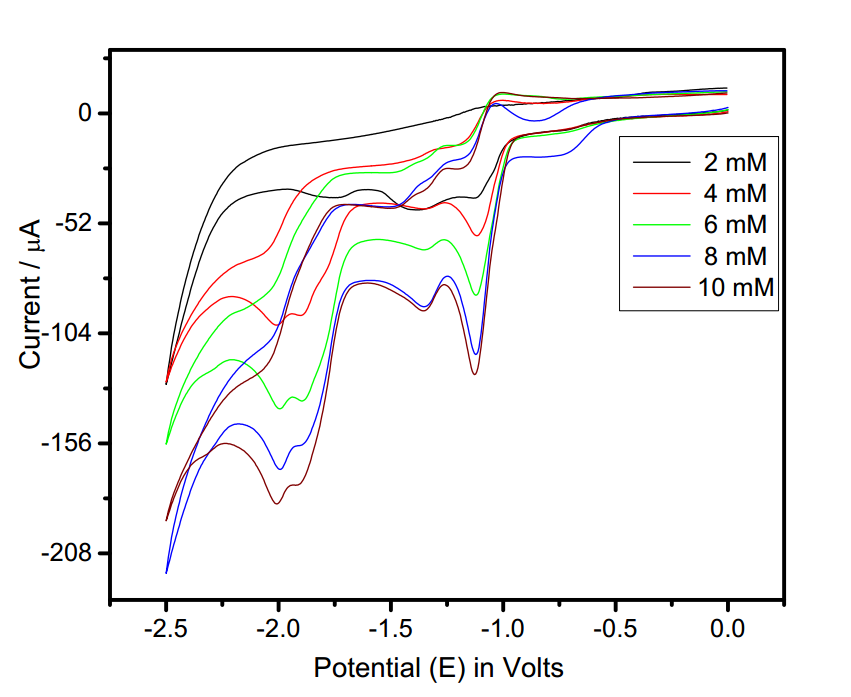 0
-52
-104
-156
-208
Current / μA
2 mM
4 mM
6 mM
8 mM
10 mM
-2.5 -2.0 -1.5 -1.0 -0.5 0.0
Potential (E) in Volts